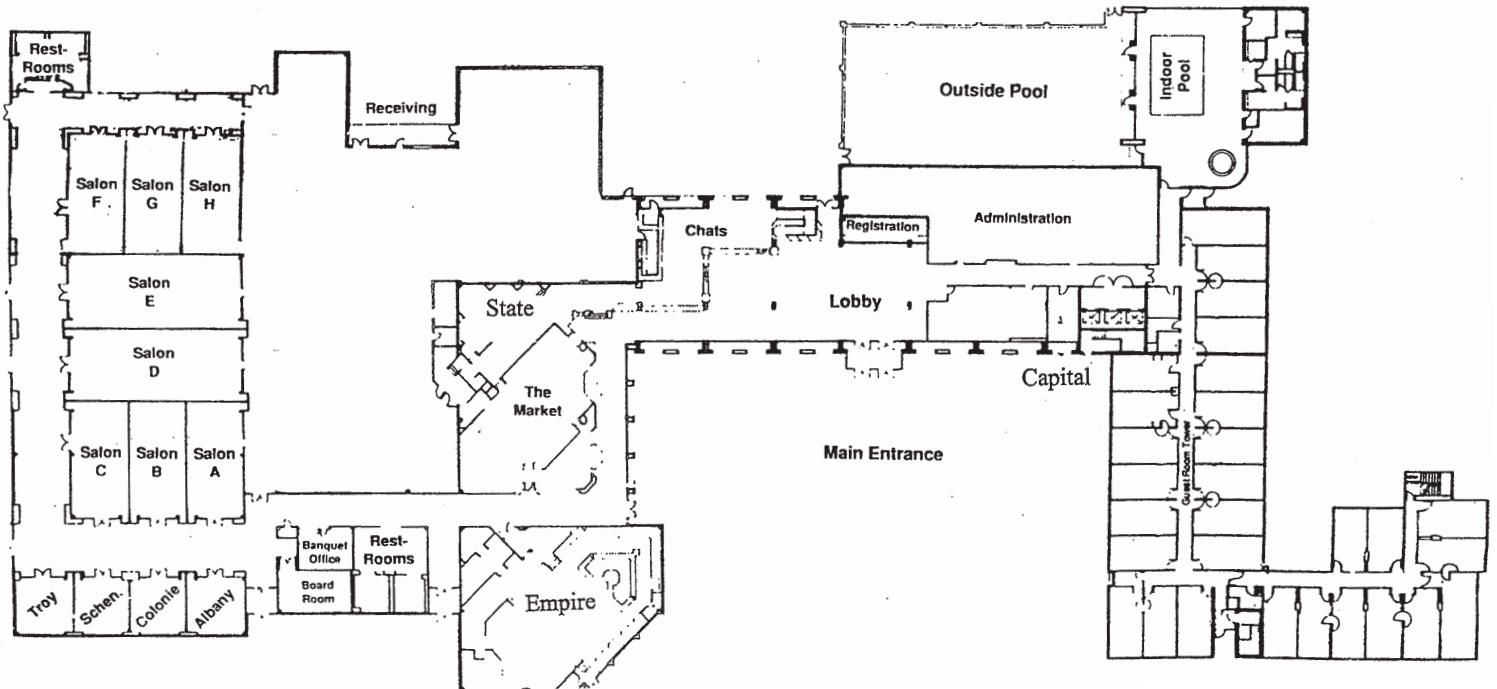 Rest-
Rooms
Receiving
Outside Pool
Indoor
Pool
Salon
F
Salon
G
Salon
H
Chats
Registration
Administration
Salon
E
State
Lobby
Salon
D
The
Market
Capital
Salon
C
Salon
B
Salon
A
Main Entrance
Guest Room Tower
Banquet
Office
Rest-
Rooms
Board
Room
Troy
Schen.
Colonie
Albany
Empire